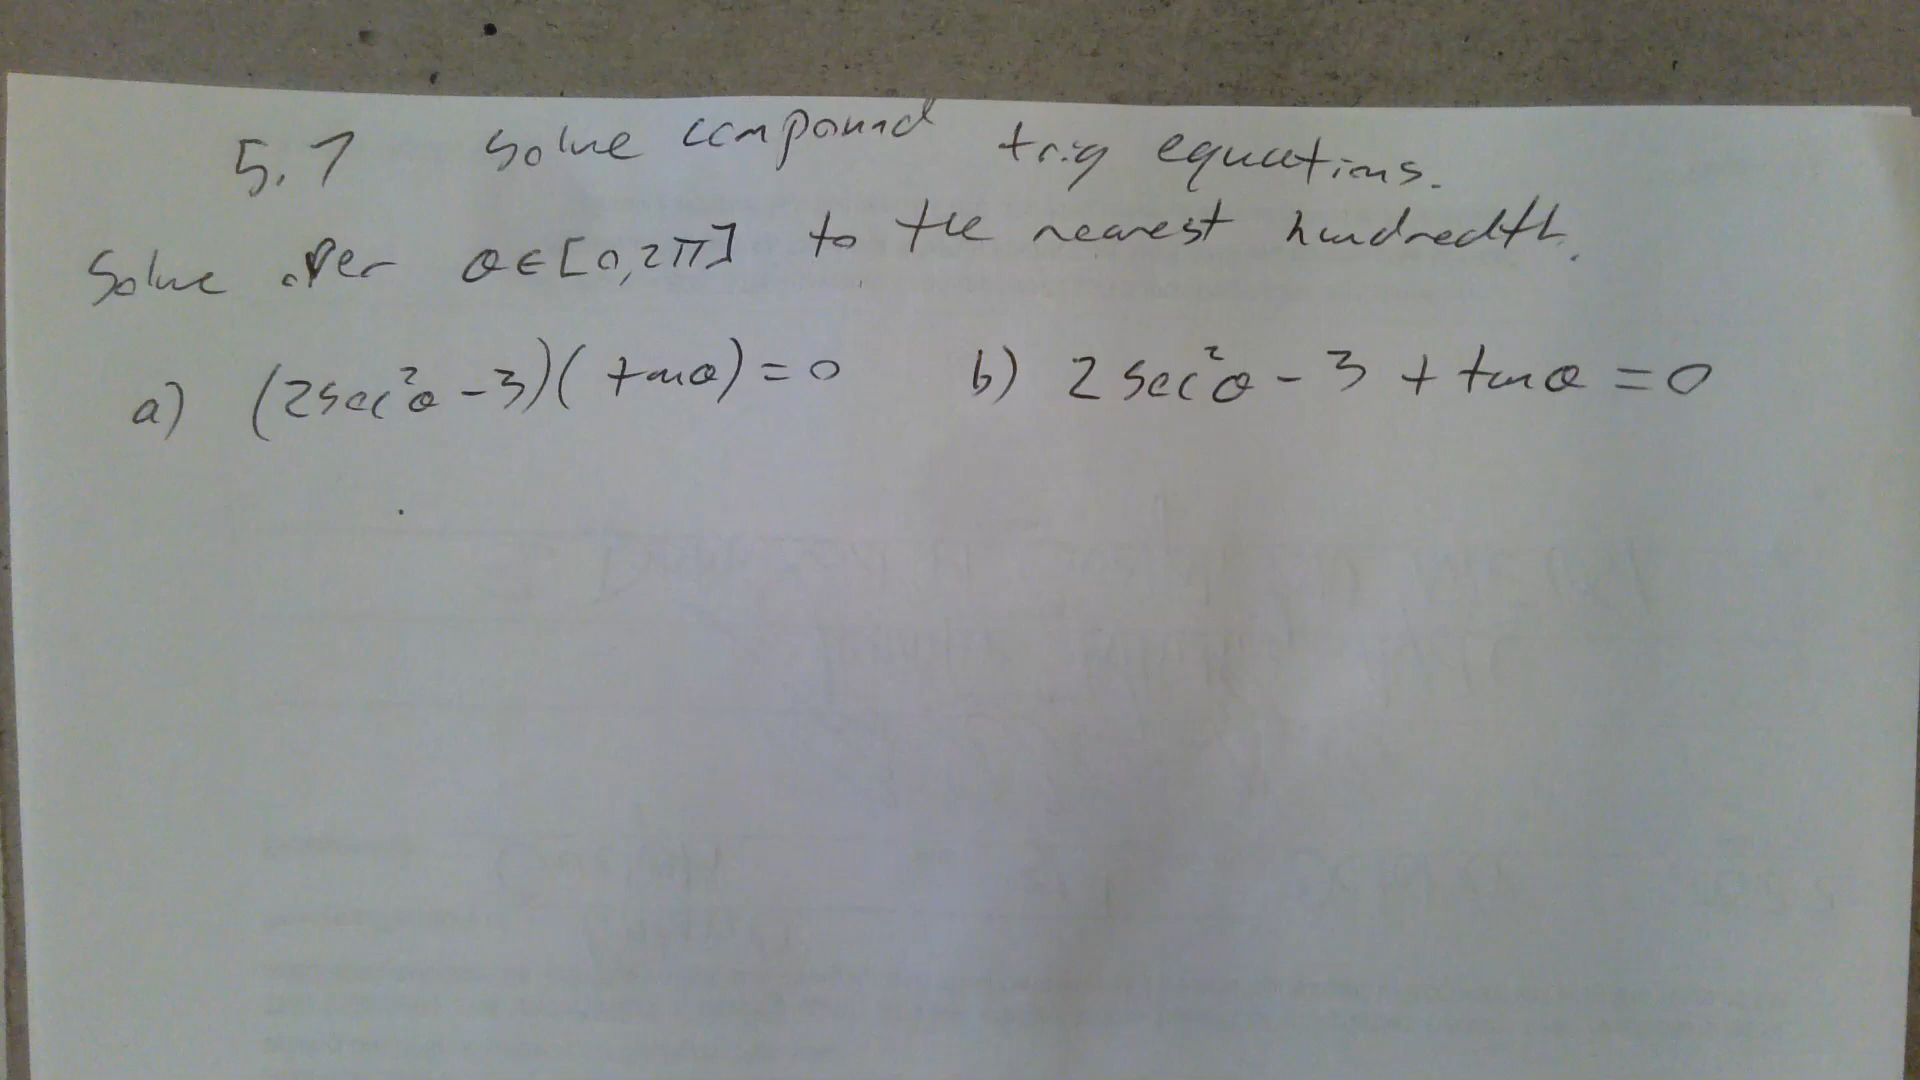 5.7 solve compound trig equations.
Solve for θ∈[0,2π] to the nearest hundredth.
a) (2sec²θ-3)(tanθ)=0 b) 2sec²θ-3+tanθ=0